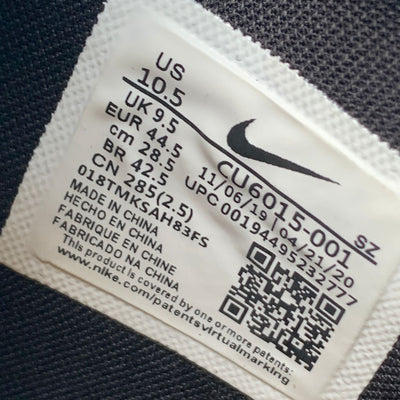 US
10.5
UK 9.5
EUR 44.5
cm 28.5
BR 42.5
CN 285(2.5)
018TMKSAH83FS
CU6015-001 SZ
11/06/19 | 01/21/20
UPC 00194495232777
MADE IN CHINA
HECHO EN CHINA
FABRIQUE EN CHINE
FABRICADO NA CHINA
This product is covered by one or more patents:
www.nike.com/patentsvirtualmarking